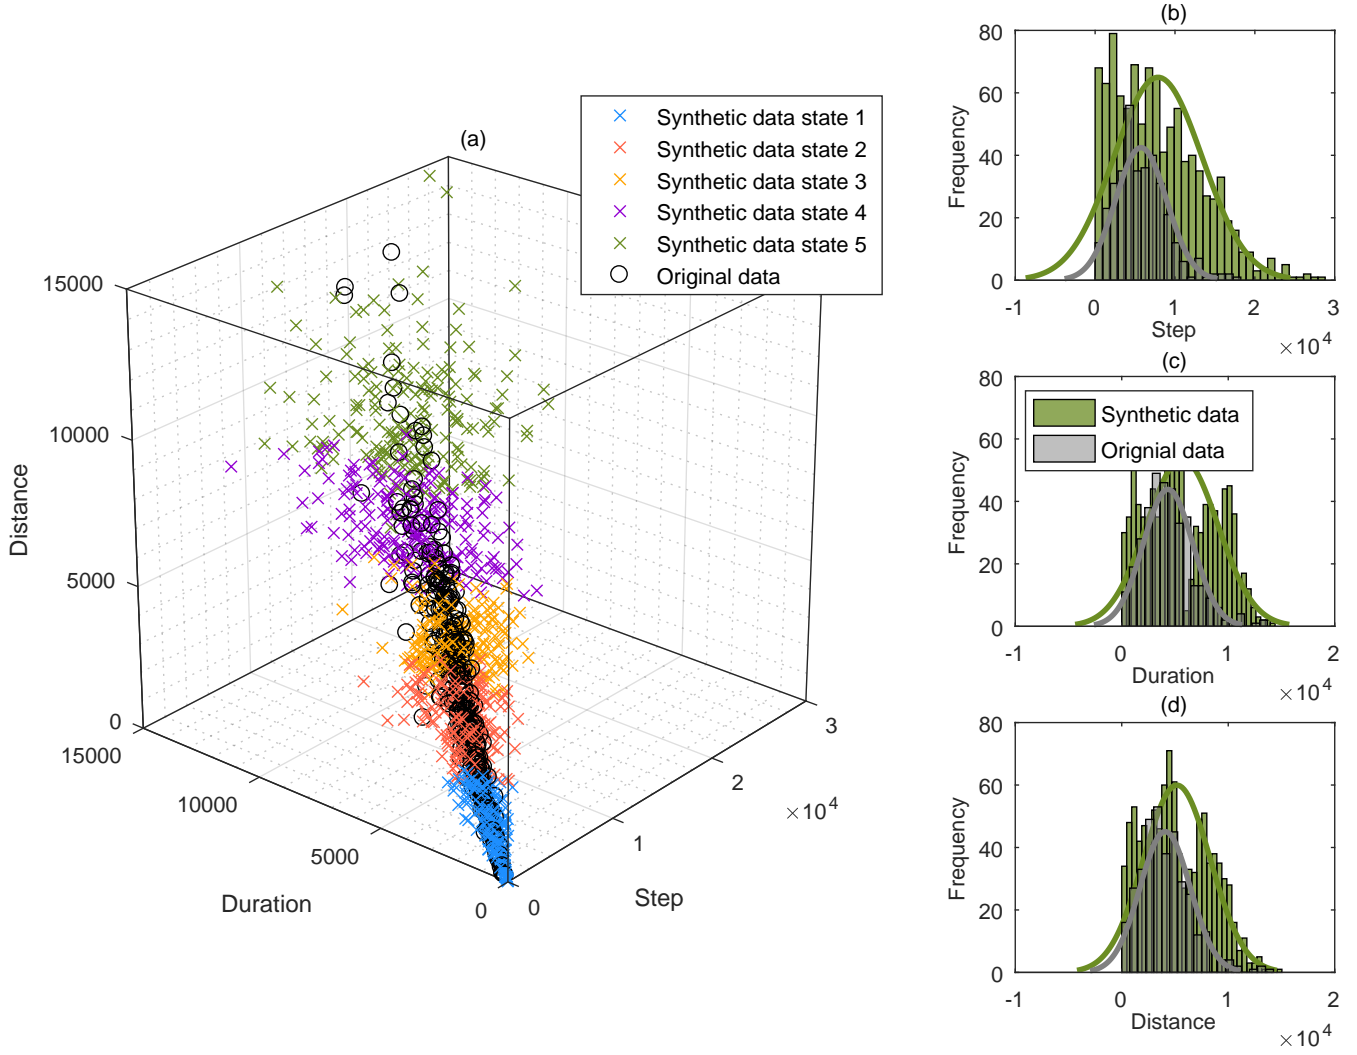 (a)
Synthetic data state 1
Synthetic data state 2
Synthetic data state 3
Synthetic data state 4
Synthetic data state 5
Original data
15000
10000
5000
0
Distance
15000
10000
5000
0
Duration
0
1
2
3
×10 4
Step
(b)
80
60
40
20
0
Frequency
-1 0 1 2 3
Step
×10 4
(c)
80
60
40
20
0
Frequency
Synthetic data
Orignial data
-1 0 1 2
Duration
×10 4
(d)
80
60
40
20
0
Frequency
-1 0 1 2
Distance
×10 4